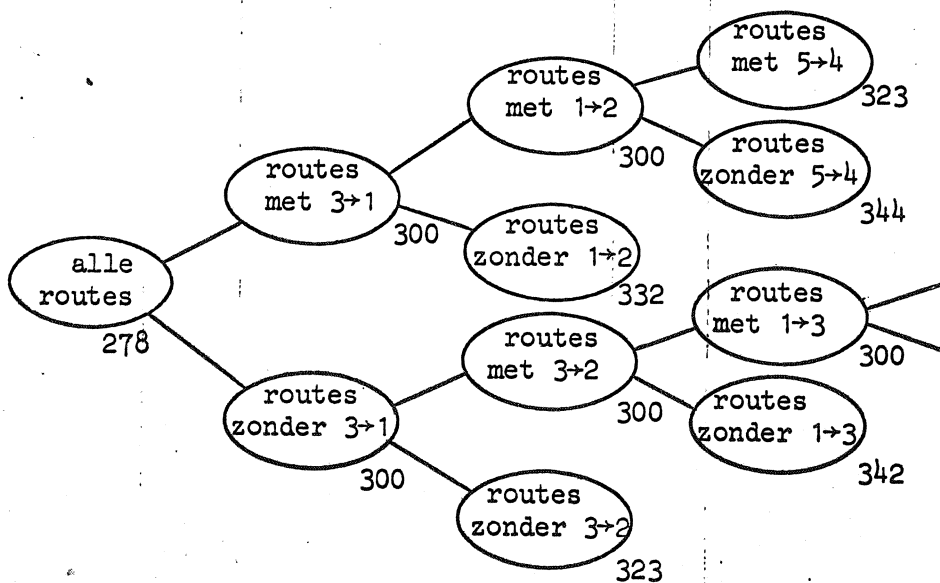 routes
met 5→4
323
routes
met 1→2
300
routes
zonder 5→4
344
routes
met 3→1
300
routes
zonder 1→2
332
alle
routes
278
routes
met 1→3
300
routes
met 3→2
300
routes
zonder 1→3
342
routes
zonder 3→1
300
routes
zonder 3→2
323